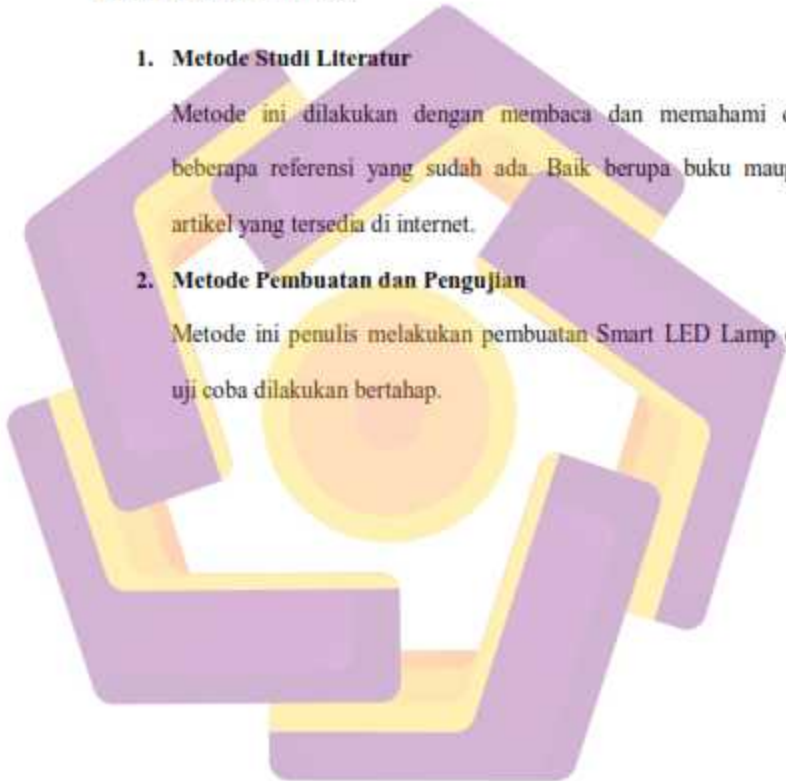 1. Metode Studi Literatur
Metode ini dilakukan dengan membaca dan memahami
beberapa referensi yang sudah ada. Baik berupa buku
artikel yang tersedia di internet.
2. Metode Pembuatan dan Pengujian
Metode ini penulis melakukan pembuatan Smart LED Lamp
uji coba dilakukan bertahap.